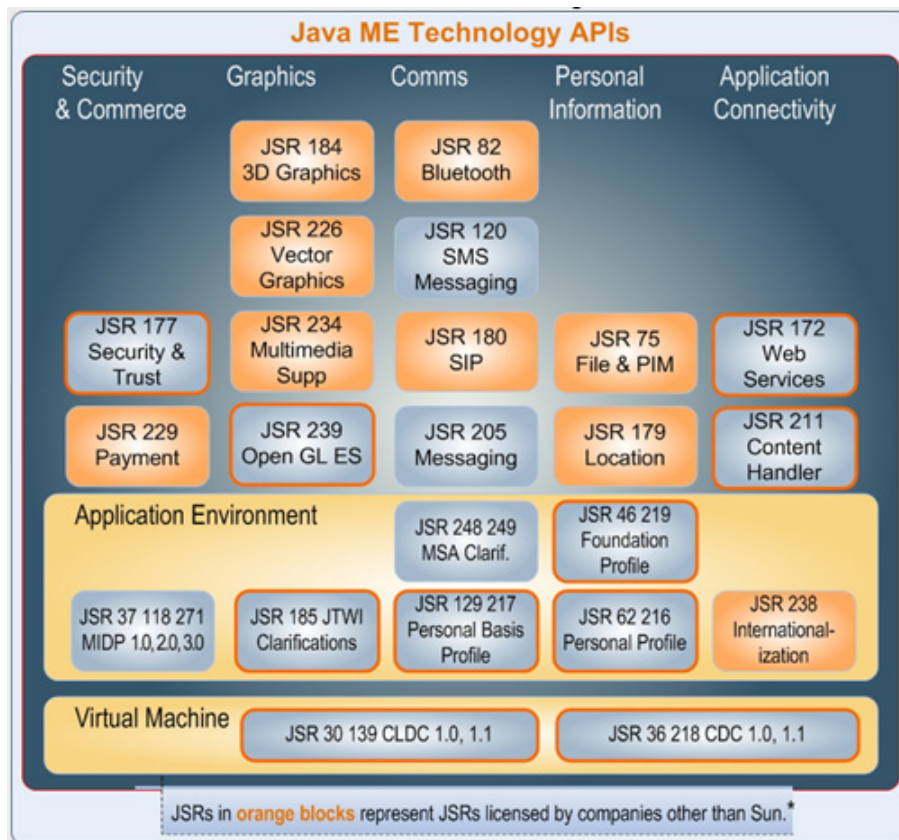 Java ME Technology APIs
Security
& Commerce
Graphics
Comms
Personal
Information
Application
Connectivity
JSR 184
3D Graphics
JSR 82
Bluetooth
JSR 226
Vector
Graphics
JSR 120
SMS
Messaging
JSR 177
Security &
Trust
JSR 234
Multimedia
Supp
JSR 180
SIP
JSR 75
File & PIM
JSR 172
Web
Services
JSR 229
Payment
JSR 239
Open GL ES
JSR 205
Messaging
JSR 179
Location
JSR 211
Content
Handler
Application Environment
JSR 248 249
MSA Clarif.
JSR 46 219
Foundation
Profile
JSR 37 118 271
MIDP 1.0, 2.0, 3.0
JSR 185 JTWI
Clarifications
JSR 129 217
Personal Basis
Profile
JSR 62 216
Personal Profile
JSR 238
International-
ization
Virtual Machine
JSR 30 139 CLDC 1.0, 1.1
JSR 36 218 CDC 1.0, 1.1
JSRs in orange blocks represent JSRs licensed by companies other than Sun.*